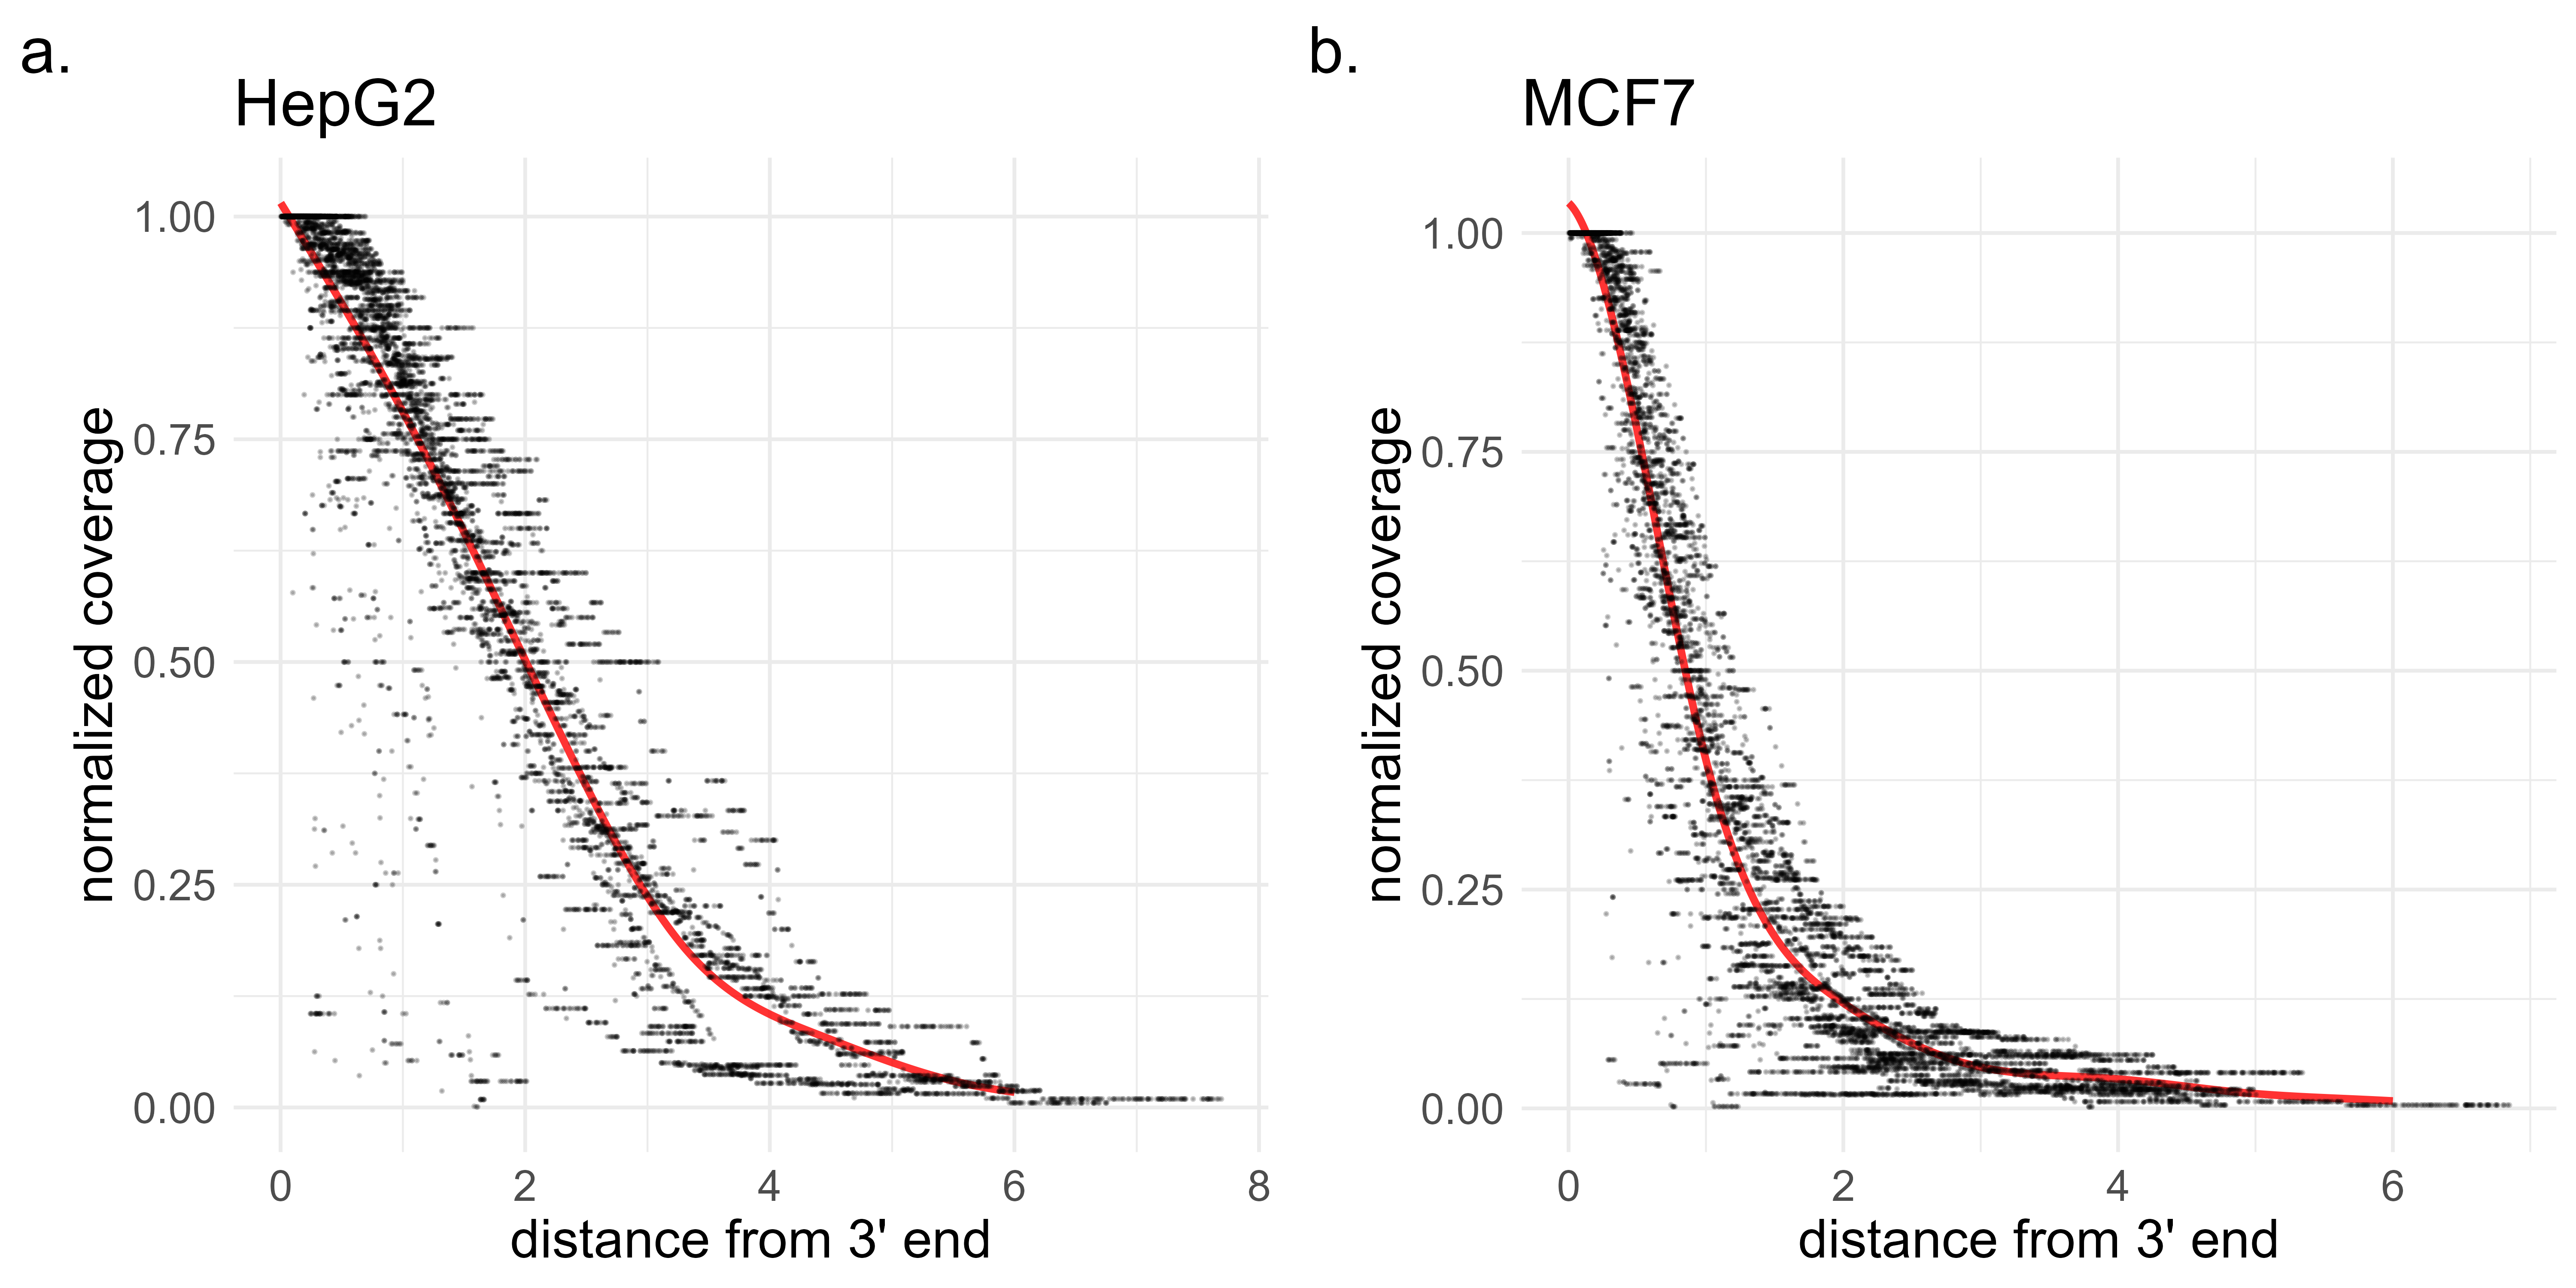 a.
HepG2
normalized coverage
1.00
0.75
0.50
0.25
0.00
0 2 4 6 8
distance from 3' end
b.
MCF7
normalized coverage
1.00
0.75
0.50
0.25
0.00
0 2 4 6
distance from 3' end